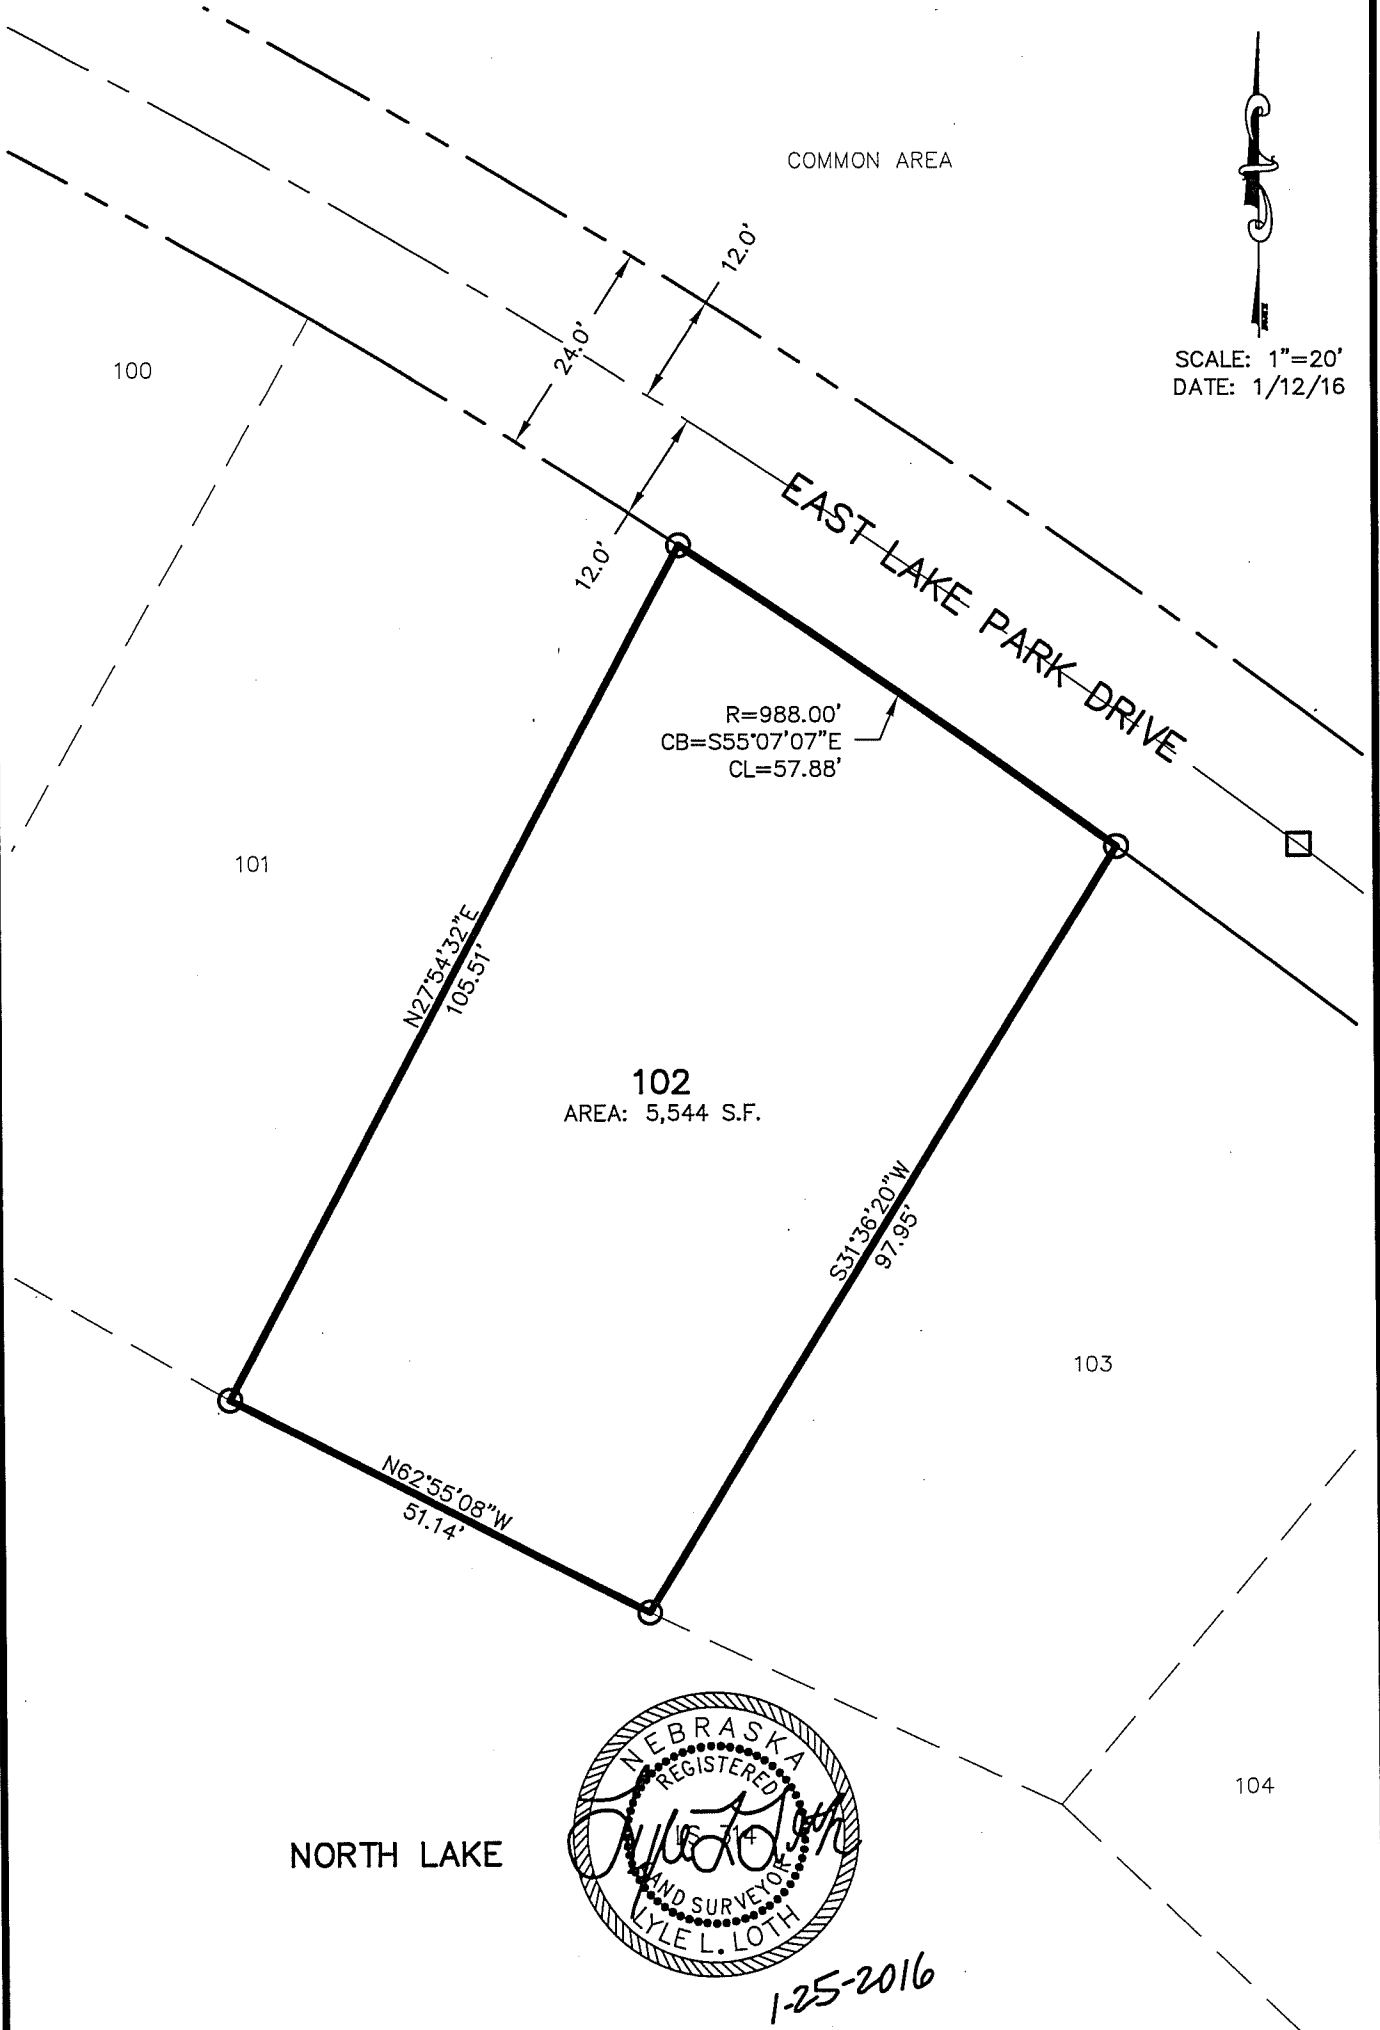 COMMON AREA
SCALE: 1"=20'
DATE: 1/12/16
12.0'
24.0'
12.0'
100
EAST LAKE PARK DRIVE
R=988.00'
CB=S55°07'07"E
CL=57.88'
101
N27°54'32"E
105.51'
102
AREA: 5,544 S.F.
S31°36'20"W
97.95'
103
N62°55'08"W
51.14'
NEBRASKA
REGISTERED
LS 314
LAND SURVEYOR
LYLE L. LOTH
104
NORTH LAKE
1-25-2016